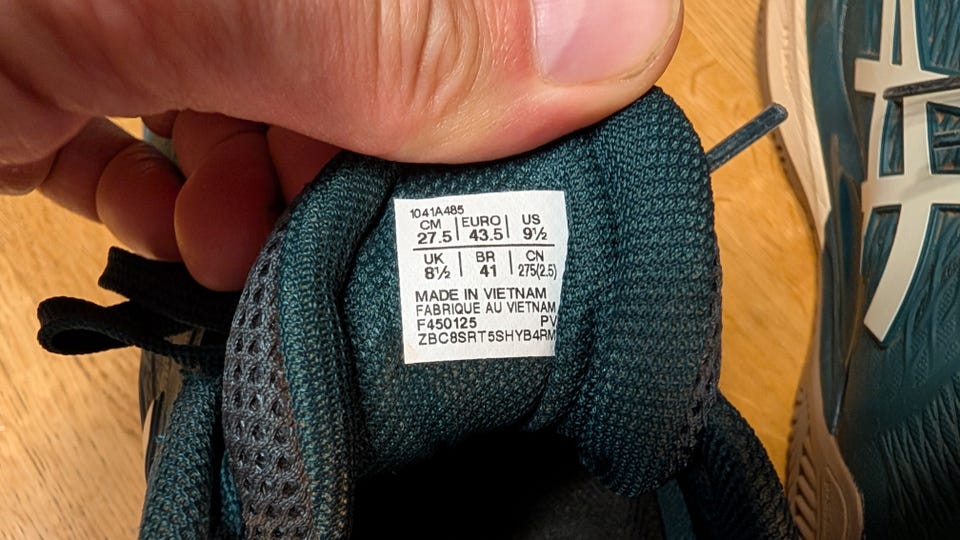 1041A485
CM | EURO | US
27.5 | 43.5 | 9½
UK | BR | CN
8½ | 41 | 275(2.5)
MADE IN VIETNAM
FABRIQUE AU VIETNAM
F450125 PV
ZBC8SRT5SHYB4RM